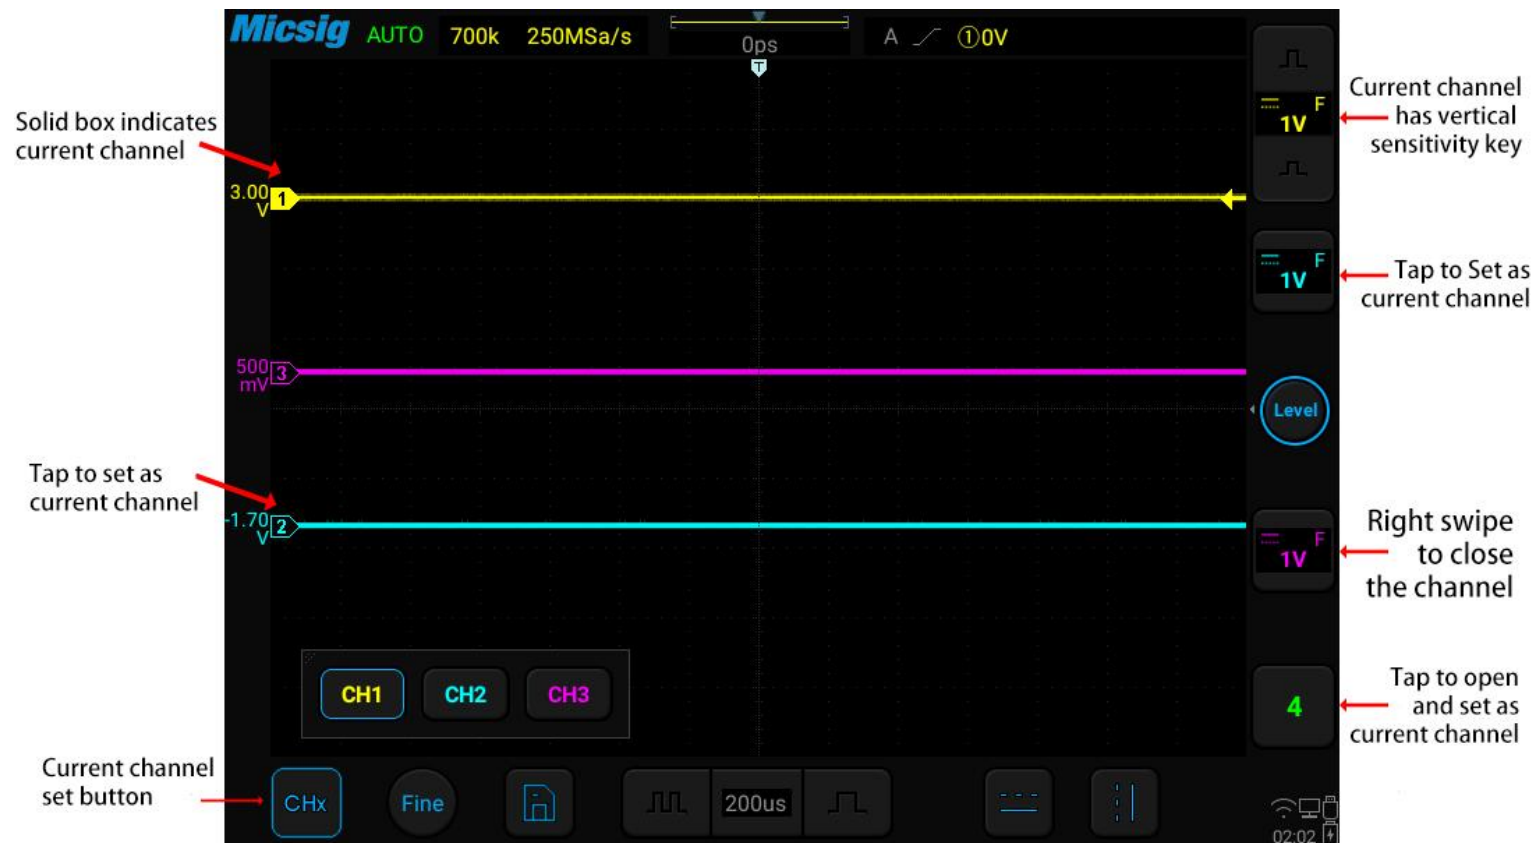 Micsig AUTO 700k 250MSa/s 0ps A ①0V
T
Solid box indicates
current channel
3.00
V
1
500
mV
3
Tap to set as
current channel
-1.70
V
2
CH1 CH2 CH3
Current channel
set button
CHx Fine 200us
F
1V
Current channel
has vertical
sensitivity key
F
1V
Tap to Set as
current channel
Level
F
1V
Right swipe
to close
the channel
4
Tap to open
and set as
current channel
02:02